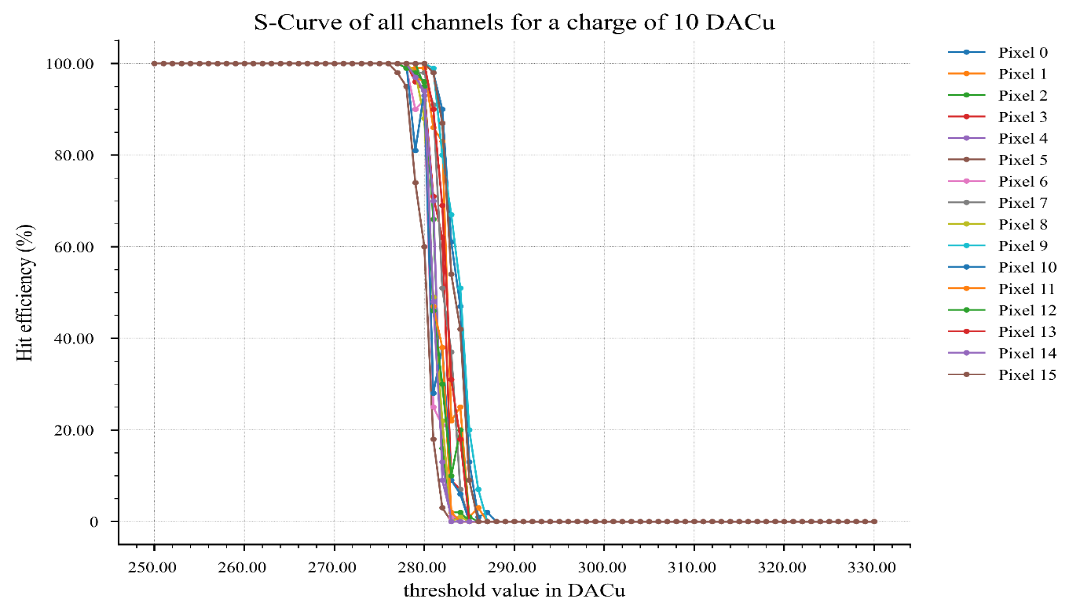 S-Curve of all channels for a charge of 10 DACu
Hit efficiency (%)
100.00
80.00
60.00
40.00
20.00
0
250.00 260.00 270.00 280.00 290.00 300.00 310.00 320.00 330.00
threshold value in DACu
Pixel 0
Pixel 1
Pixel 2
Pixel 3
Pixel 4
Pixel 5
Pixel 6
Pixel 7
Pixel 8
Pixel 9
Pixel 10
Pixel 11
Pixel 12
Pixel 13
Pixel 14
Pixel 15